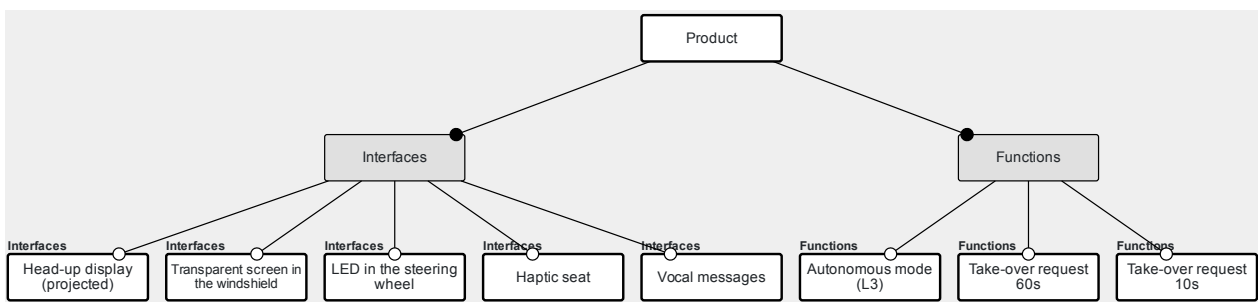 Product
Interfaces
Functions
Interfaces
Interfaces
Interfaces
Interfaces
Interfaces
Functions
Functions
Functions
Head-up display
(projected)
Transparent screen in
the windshield
LED in the steering
wheel
Haptic seat
Vocal messages
Autonomous mode
(L3)
Take-over request
60s
Take-over request
10s